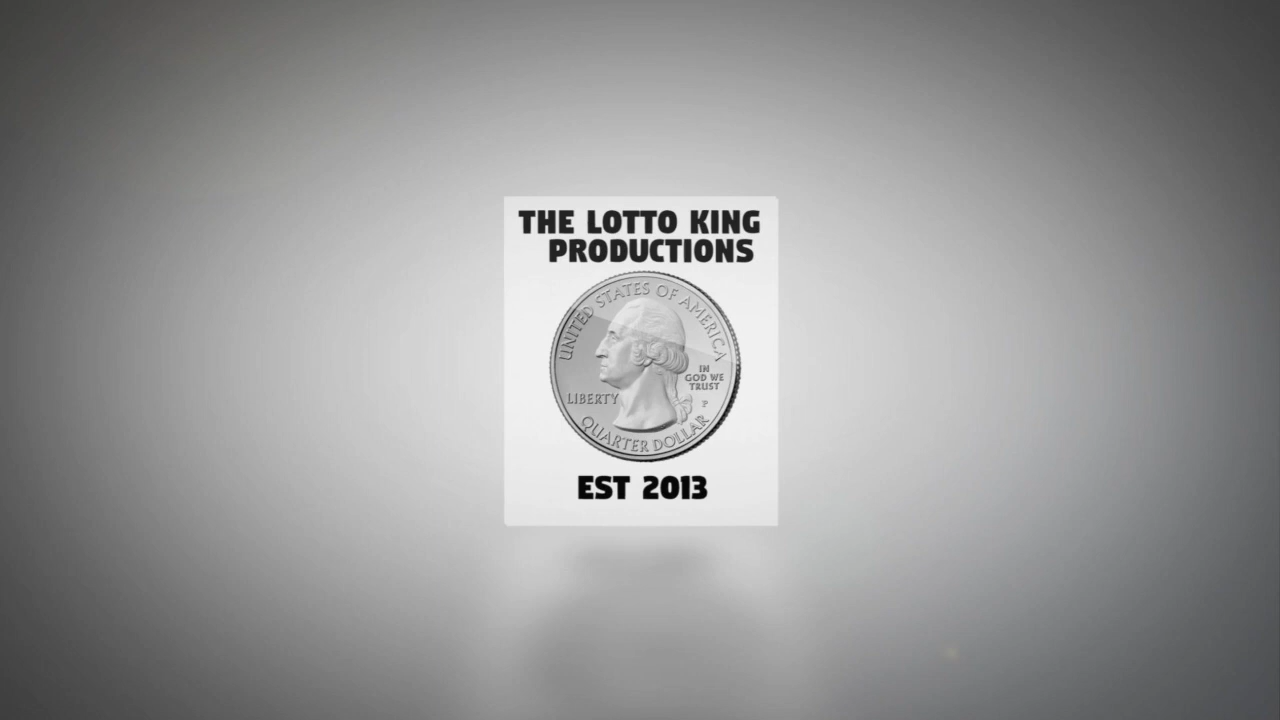 THE LOTTO KING
PRODUCTIONS
UNITED STATES OF AMERICA
IN
GOD WE
TRUST
LIBERTY
P
QUARTER DOLLAR
EST 2013